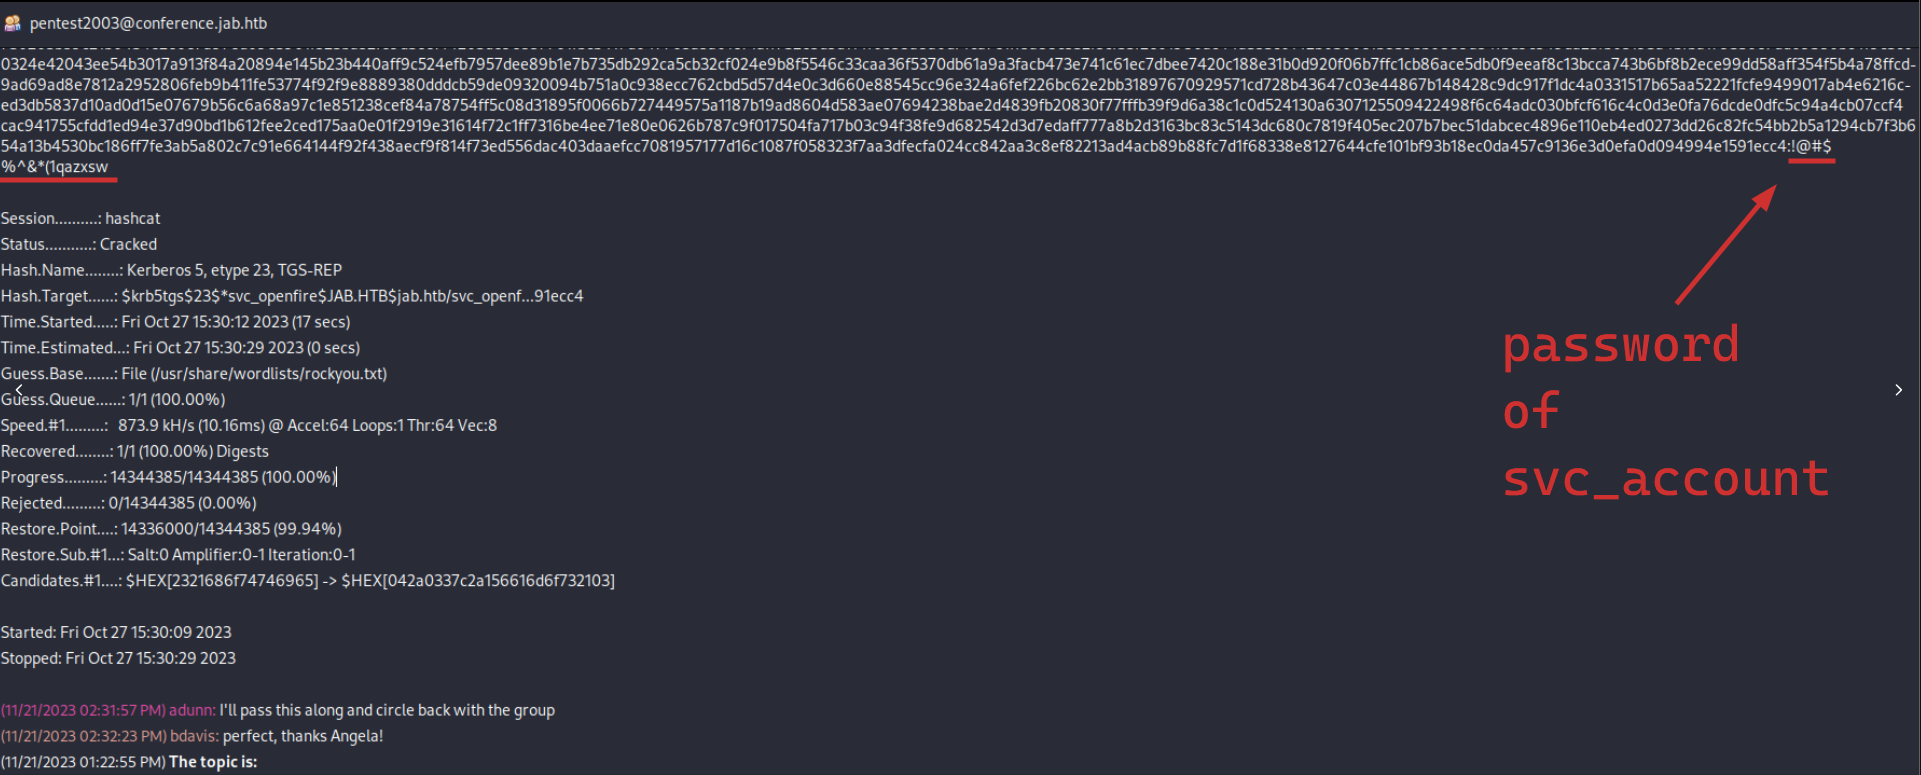 pentest2003@conference.jab.htb
0324e42043ee54b3017a913f84a20894e145b23b440aff9c524efb7957dee89b1e7b735db292ca5cb32cf024e9b8f5546c33caa36f5370db61a9a3facb473e741c61ec7dbee7420c188e31b0d920f06b7ffc1cb86ace5db0f9eeaf8c13bcca743b6bf8b2ece99dd58aff354f5b4a78ffcd-
9ad69ad8e7812a2952806feb9b411fe53774f92f9e8889380dddcb59de09320094b751a0c938ecc762cbd5d57d4e0c3d660e88545cc96e324a6fef226bc62e2bb31897670929571cd728b43647c03e44867b148428c9dc917f1dc4a0331517b65aa52221fcfe9499017ab4e6216c-
ed3db5837d10ad0d15e07679b56c6a68a97c1e851238cef84a78754ff5c08d31895f0066b727449575a1187b19ad8604d583ae07694238bae2d4839fb20830f77fffb39f9d6a38c1c0d524130a6307125509422498f6c64adc030bfcf616c4c0d3e0fa76dcde0dfc5c94a4cb07ccf4
cac941755cfdd1ed94e37d90bd1b612fee2ced175aa0e01f2919e31614f72c1ff7316be4ee71e80e0626b787c9f017504fa717b03c94f38fe9d682542d3d7edaff777a8b2d3163bc83c5143dc680c7819f405ec207b7bec51dabcec4896e110eb4ed0273dd26c82fc54bb2b5a1294cb7f3b6
54a13b4530bc186ff7fe3ab5a802c7c91e664144f92f438aecf9f814f73ed556dac403daaefcc7081957177d16c1087f058323f7aa3dfecfa024cc842aa3c8ef82213ad4acb89b88fc7d1f68338e8127644cfe101bf93b18ec0da457c9136e3d0efa0d094994e1591ecc4:!@#$
%^&*(1qazxsw
Session..........: hashcat
Status...........: Cracked
Hash.Name........: Kerberos 5, etype 23, TGS-REP
Hash.Target......: $krb5tgs$23$*svc_openfire$JAB.HTB$jab.htb/svc_openf...91ecc4
Time.Started.....: Fri Oct 27 15:30:12 2023 (17 secs)
Time.Estimated...: Fri Oct 27 15:30:29 2023 (0 secs)
Guess.Base.......: File (/usr/share/wordlists/rockyou.txt)
Guess.Queue......: 1/1 (100.00%)
Speed.#1.........:   873.9 kH/s (10.16ms) @ Accel:64 Loops:1 Thr:64 Vec:8
Recovered........: 1/1 (100.00%) Digests
Progress.........: 14344385/14344385 (100.00%)
Rejected.........: 0/14344385 (0.00%)
Restore.Point....: 14336000/14344385 (99.94%)
Restore.Sub.#1...: Salt:0 Amplifier:0-1 Iteration:0-1
Candidates.#1....: $HEX[2321686f74746965] -> $HEX[042a0337c2a156616d6f732103]
Started: Fri Oct 27 15:30:09 2023
Stopped: Fri Oct 27 15:30:29 2023
(11/21/2023 02:31:57 PM) adunn: I'll pass this along and circle back with the group
(11/21/2023 02:32:23 PM) bdavis: perfect, thanks Angela!
(11/21/2023 01:22:55 PM) The topic is:
password
of
svc_account